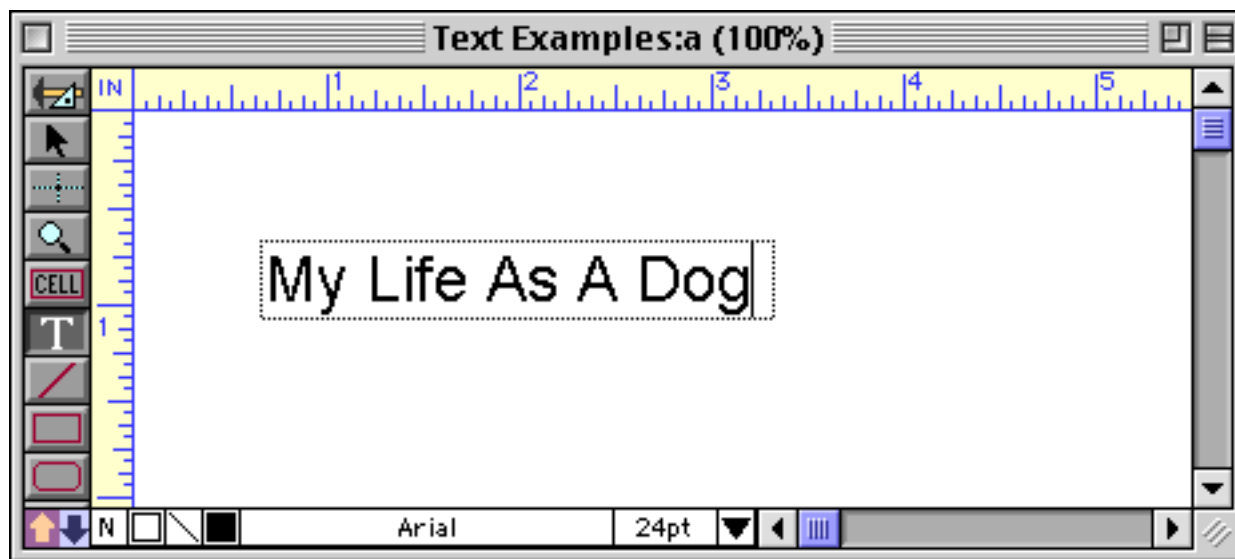 Text Examples:a (100%)
IN 1 2 3 4 5
CELL
My Life As A Dog
T
1
N Arial 24pt